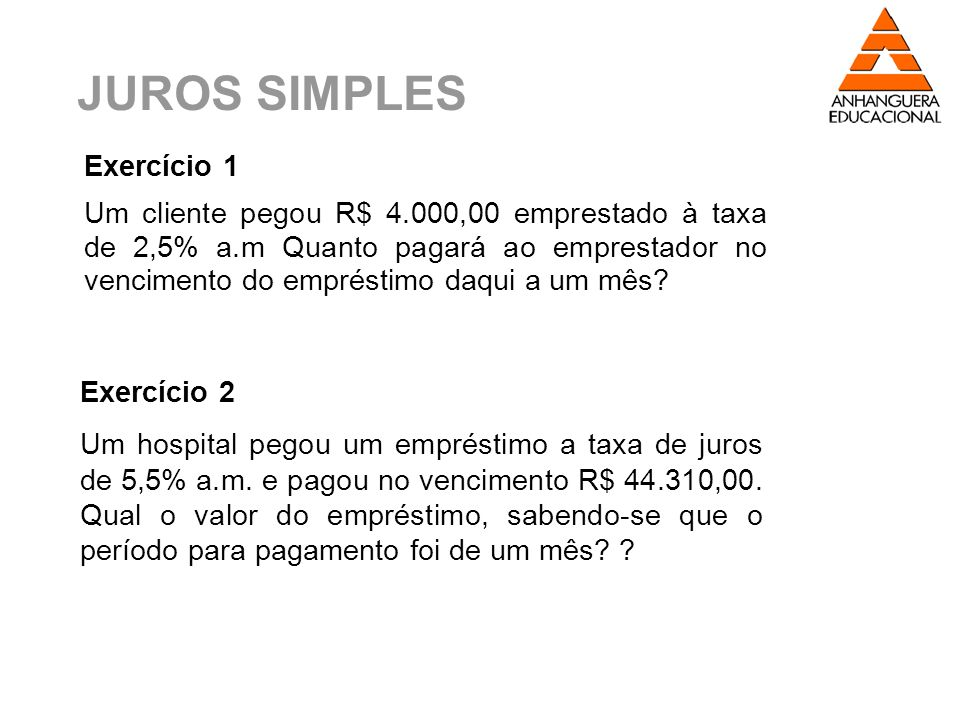 JUROS SIMPLES
ANHANGUERA
EDUCACIONAL
Exercício 1
Um cliente pegou R$ 4.000,00 emprestado à taxa
de 2,5% a.m Quanto pagará ao emprestador no
vencimento do empréstimo daqui a um mês?
Exercício 2
Um hospital pegou um empréstimo a taxa de juros
de 5,5% a.m. e pagou no vencimento R$ 44.310,00.
Qual o valor do empréstimo, sabendo-se que o
período para pagamento foi de um mês? ?